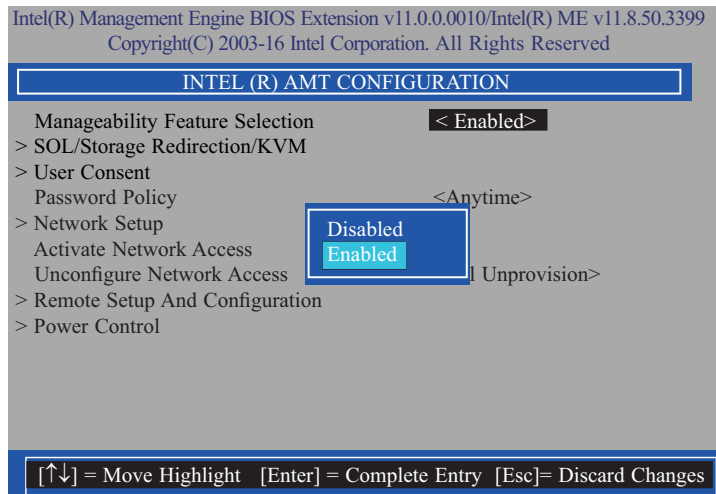 Intel(R) Management Engine BIOS Extension v11.0.0.0010/Intel(R) ME v11.8.50.3399
Copyright(C) 2003-16 Intel Corporation. All Rights Reserved
INTEL (R) AMT CONFIGURATION
Manageability Feature Selection < Enabled>
> SOL/Storage Redirection/KVM
> User Consent
Password Policy <Anytime>
> Network Setup
Disabled
Activate Network Access
Enabled
Unconfigure Network Access l Unprovision>
> Remote Setup And Configuration
> Power Control
[↑↓] = Move Highlight [Enter] = Complete Entry [Esc]= Discard Changes